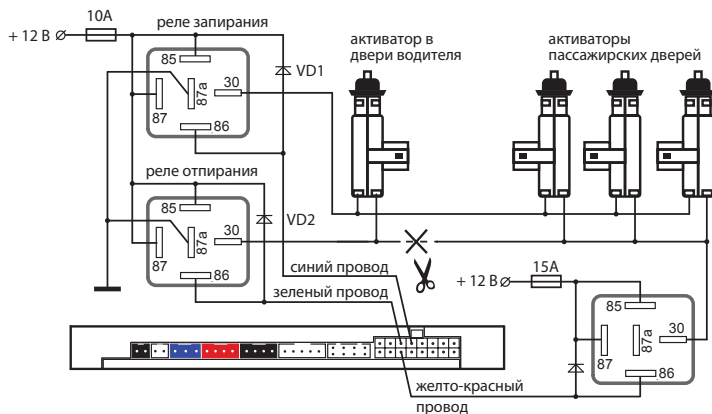 10А
+ 12 В
реле запирания
85
VD1
30
87а
87
86
реле отпирания
85
VD2
30
87а
87
86
активатор в
двери водителя
активаторы
пассажирских дверей
синий провод
зеленый провод
+ 12 В
15А
85
30
87а
87
86
желто-красный
провод